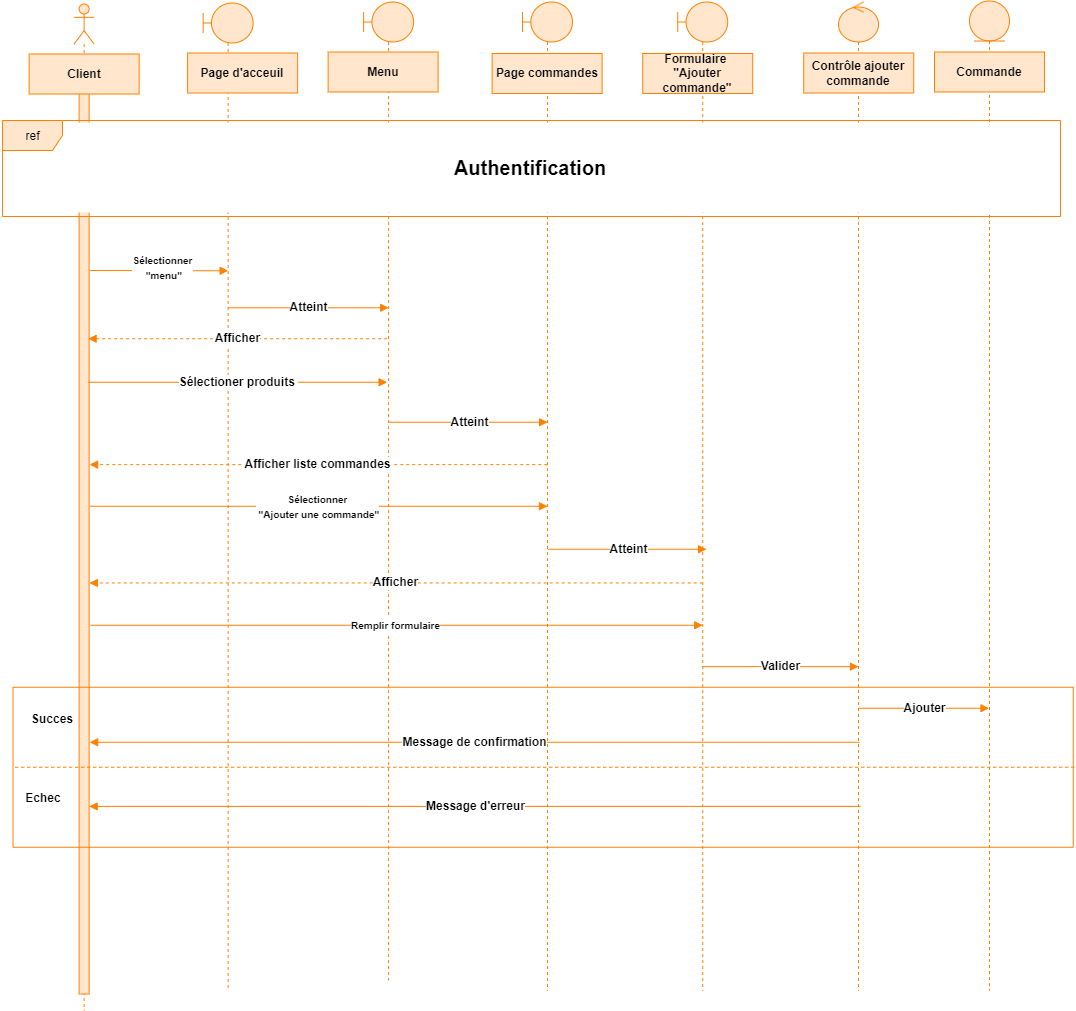 Client
Page d'acceuil
Menu
Page commandes
Formulaire
"Ajouter
commande"
Contrôle ajouter
commande
Commande
ref
Authentification
Sélectionner
"menu"
Atteint
Afficher
Sélectioner produits
Atteint
Afficher liste commandes
Sélectionner
"Ajouter une commande"
Atteint
Afficher
Remplir formulaire
Valider
Ajouter
Succes
Message de confirmation
Echec
Message d'erreur